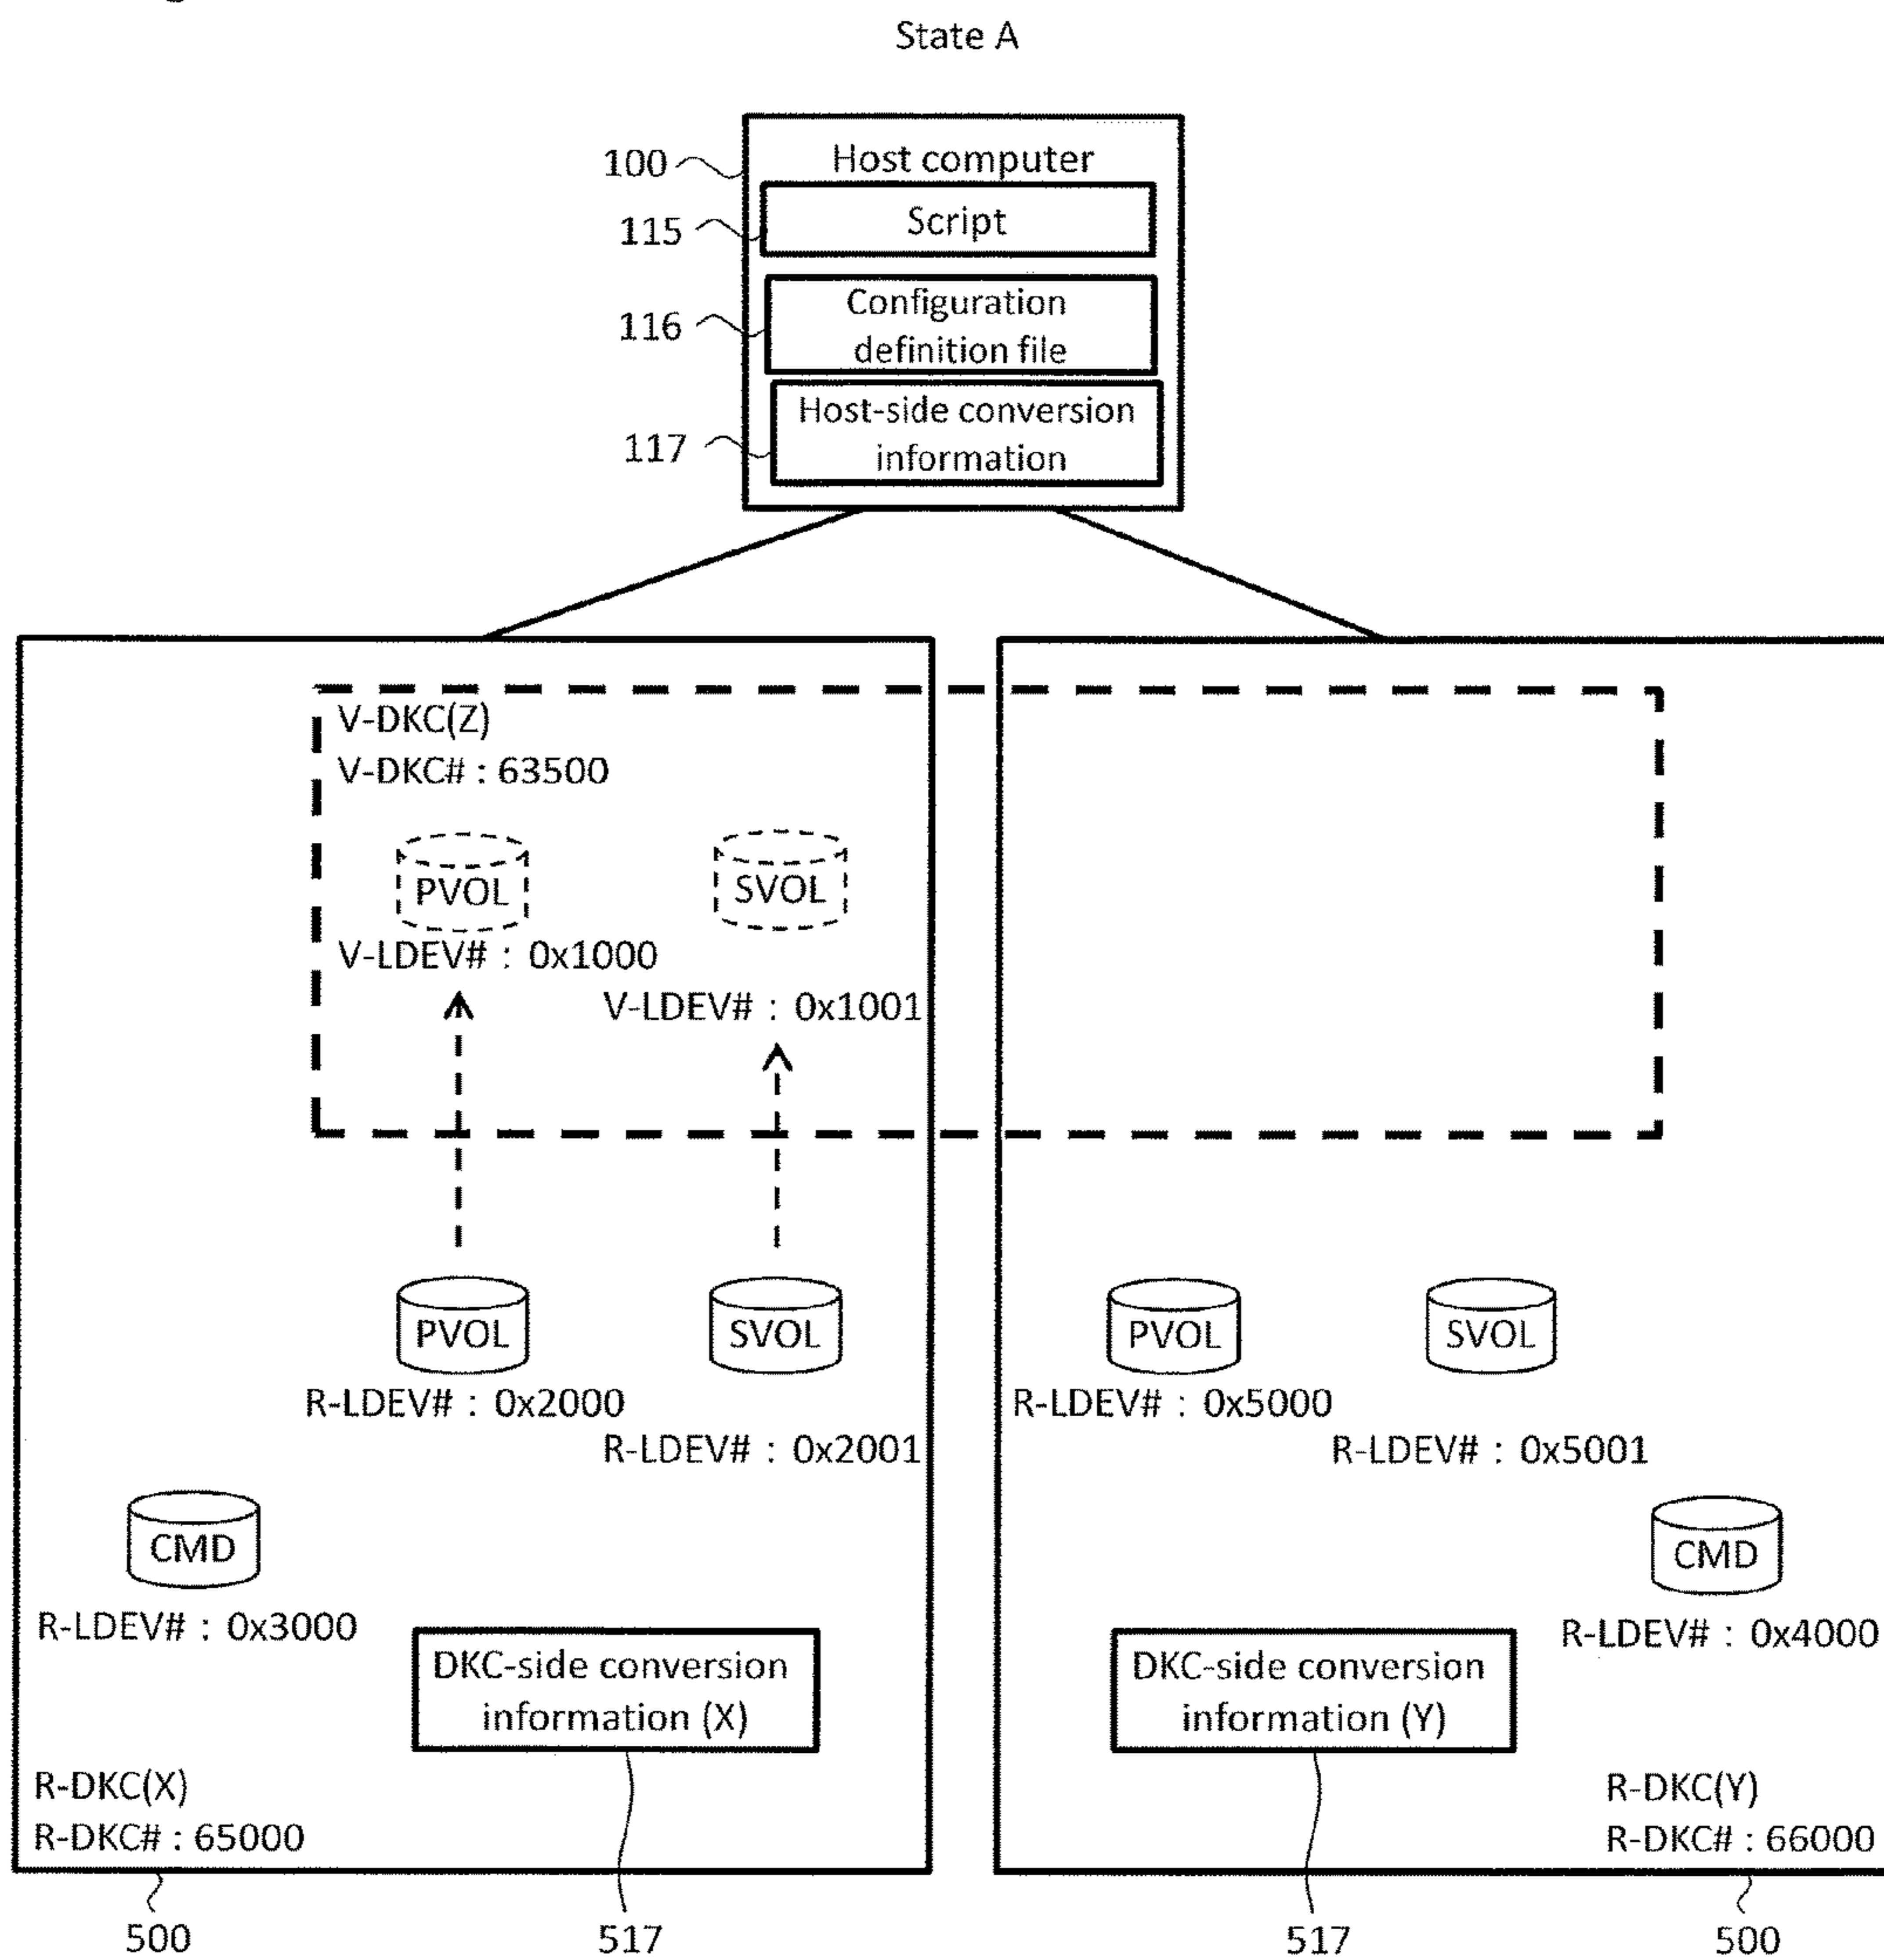 State A
Host computer
100
Script
115
Configuration
definition file
116
Host-side conversion
information
117
V-DKC(Z)
V-DKC# : 63500
PVOL
SVOL
V-LDEV# : 0x1000
V-LDEV# : 0x1001
PVOL
SVOL
PVOL
SVOL
R-LDEV# : 0x2000
R-LDEV# : 0x5000
R-LDEV# : 0x2001
R-LDEV# : 0x5001
CMD
CMD
R-LDEV# : 0x3000
R-LDEV# : 0x4000
DKC-side conversion
information (X)
DKC-side conversion
information (Y)
R-DKC(X)
R-DKC# : 65000
R-DKC(Y)
R-DKC# : 66000
500
517
517
500